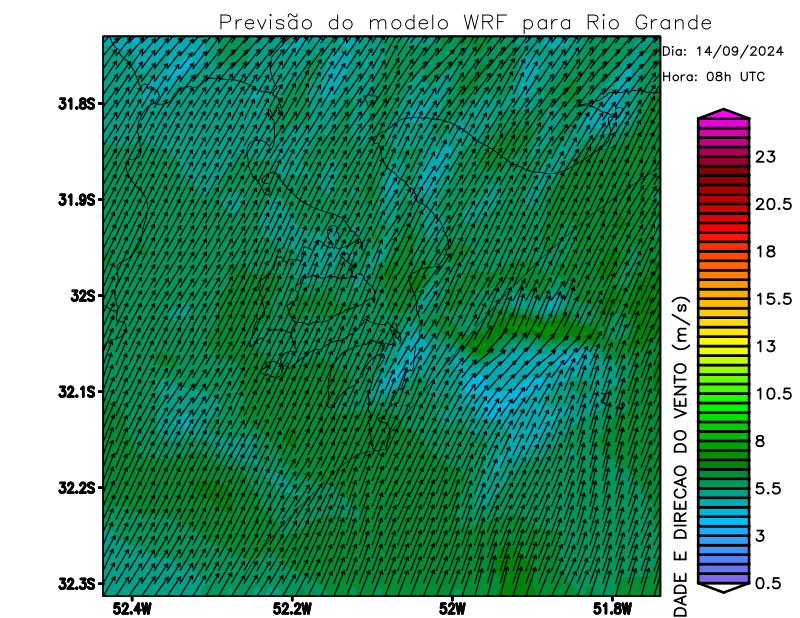 Previsão do modelo WRF para Rio Grande
Dia: 14/09/2024
Hora: 08h UTC
31.8S
31.9S
32S
32.1S
32.2S
32.3S
52.4W
52.2W
52W
51.8W
DADE E DIRECAO DO VENTO (m/s)
23
20.5
18
15.5
13
10.5
8
5.5
3
0.5